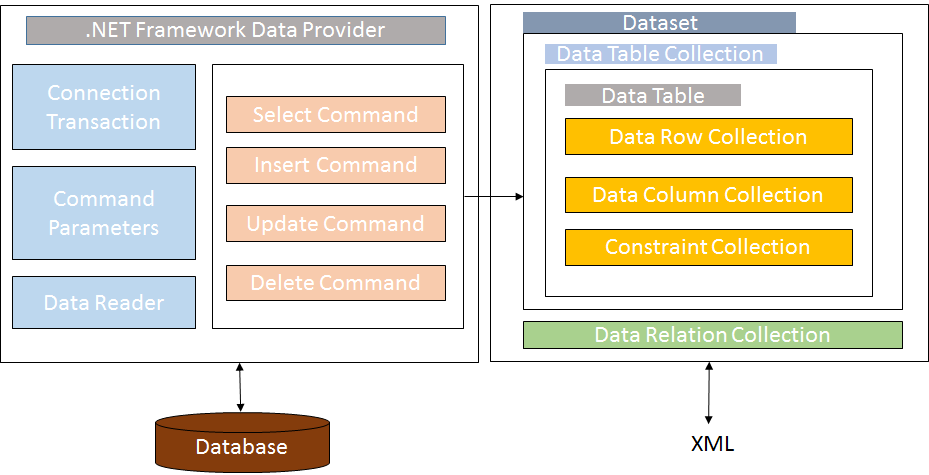 .NET Framework Data Provider
Connection
Transaction
Command
Parameters
Data Reader
Select Command
Insert Command
Update Command
Delete Command
Database
Dataset
Data Table Collection
Data Table
Data Row Collection
Data Column Collection
Constraint Collection
Data Relation Collection
XML